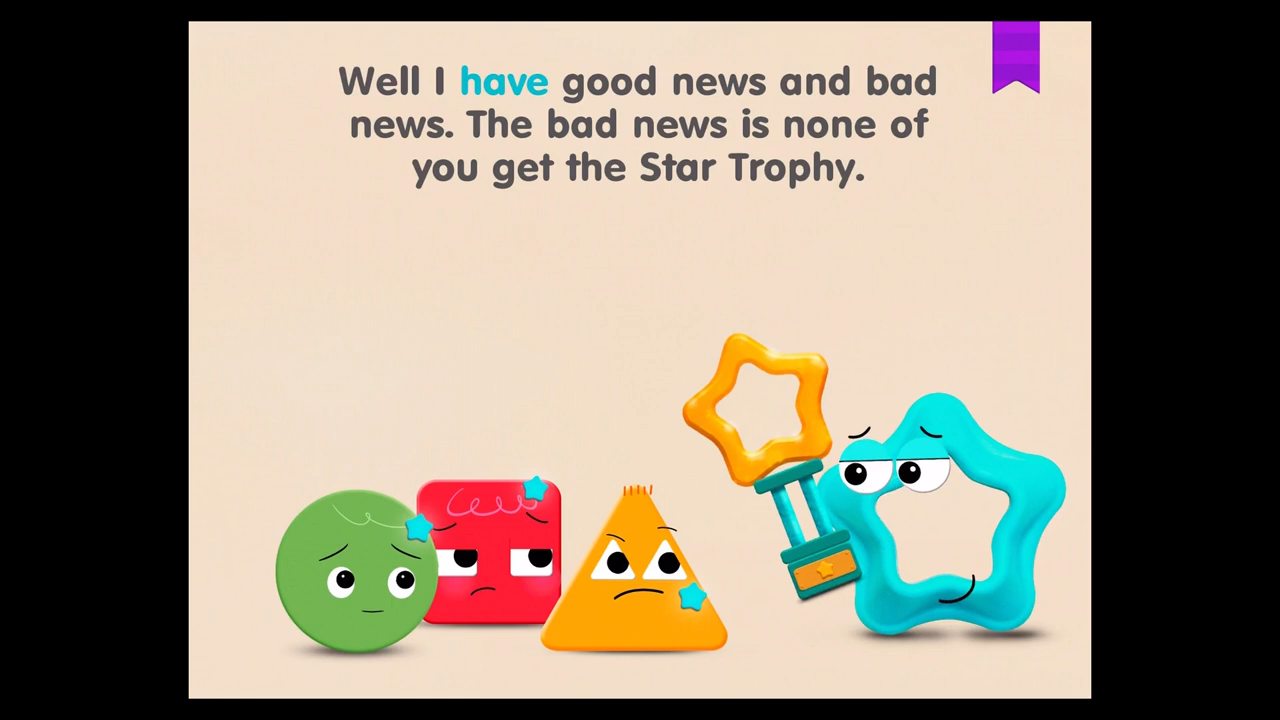 Well I have good news and bad
news. The bad news is none of
you get the Star Trophy.